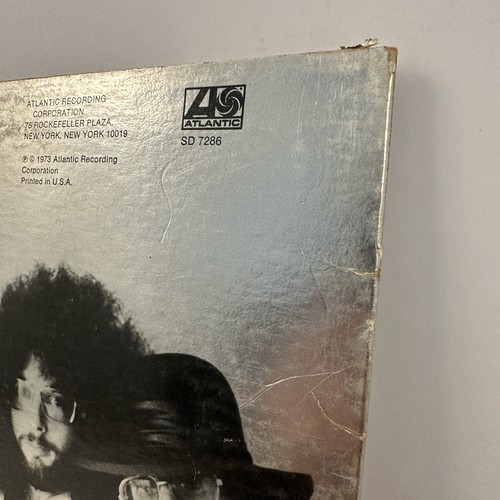 ATLANTIC RECORDING
CORPORATION
75 ROCKEFELLER PLAZA
NEW YORK, NEW YORK 10019
℗ © 1973 Atlantic Recording
Corporation
Printed in U.S.A.
ATLANTIC
SD 7286